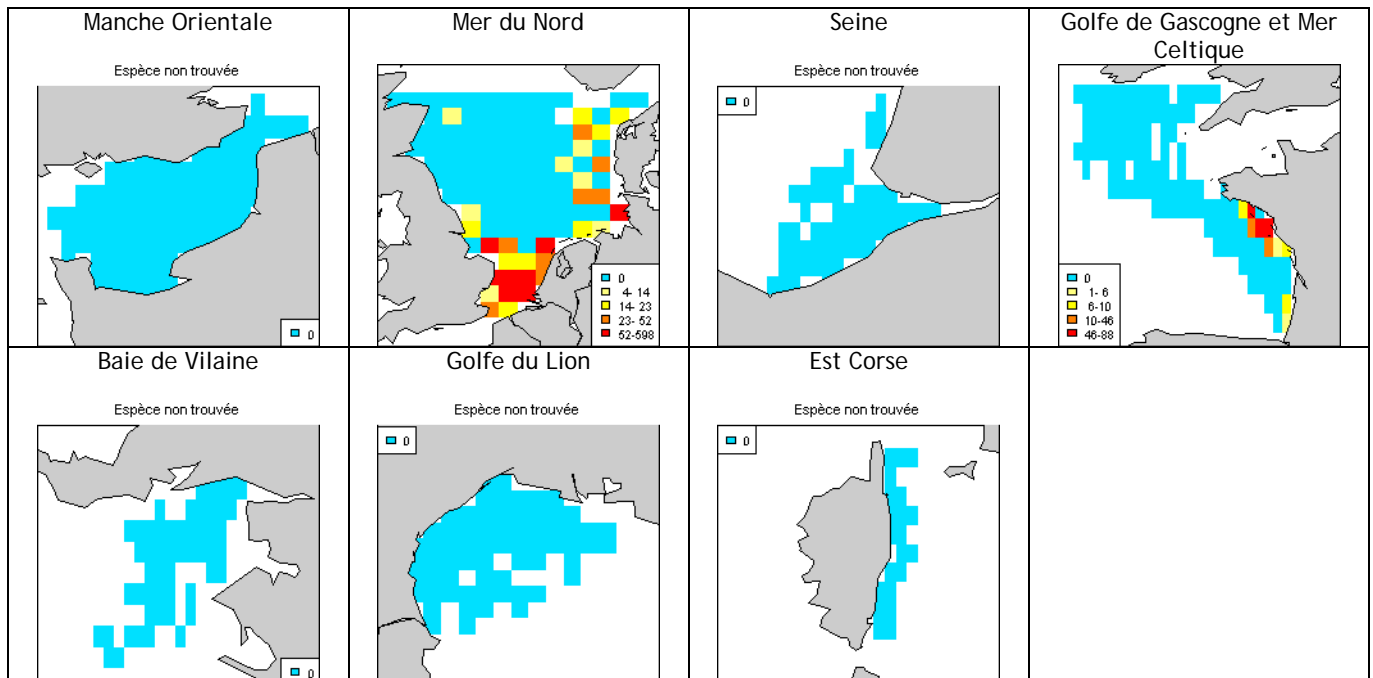 Manche Orientale
Espèce non trouvée
0
Mer du Nord
0
4- 14
14- 23
23- 52
52-598
Seine
Espèce non trouvée
0
Golfe de Gascogne et Mer
Celtique
0
1- 6
6-10
10-46
46-88
Baie de Vilaine
Espèce non trouvée
0
Golfe du Lion
Espèce non trouvée
0
Est Corse
Espèce non trouvée
0